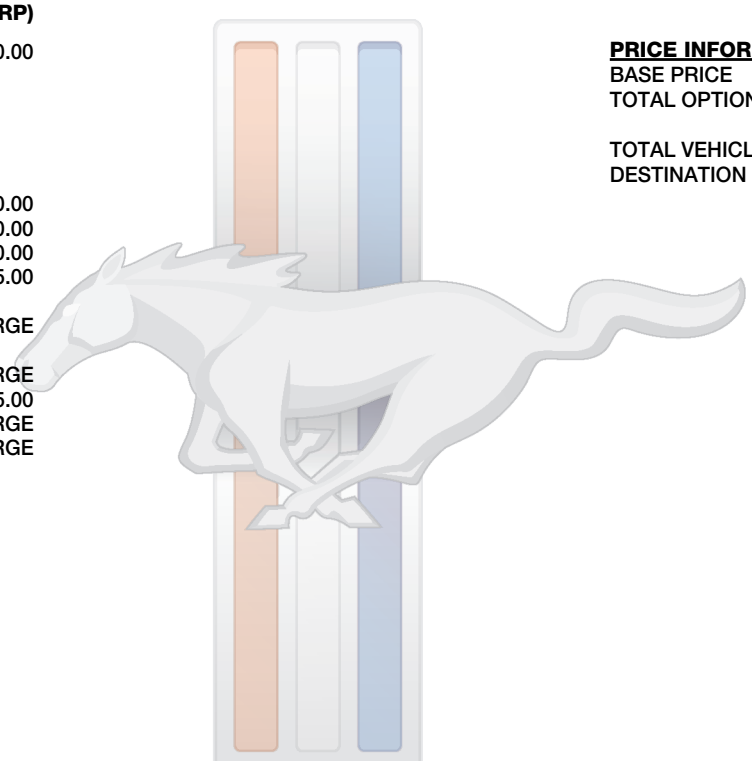 RP)
0.00
0.00
0.00
0.00
5.00
RGE
RGE
5.00
RGE
RGE
PRICE INFOR
BASE PRICE
TOTAL OPTION
TOTAL VEHICL
DESTINATION